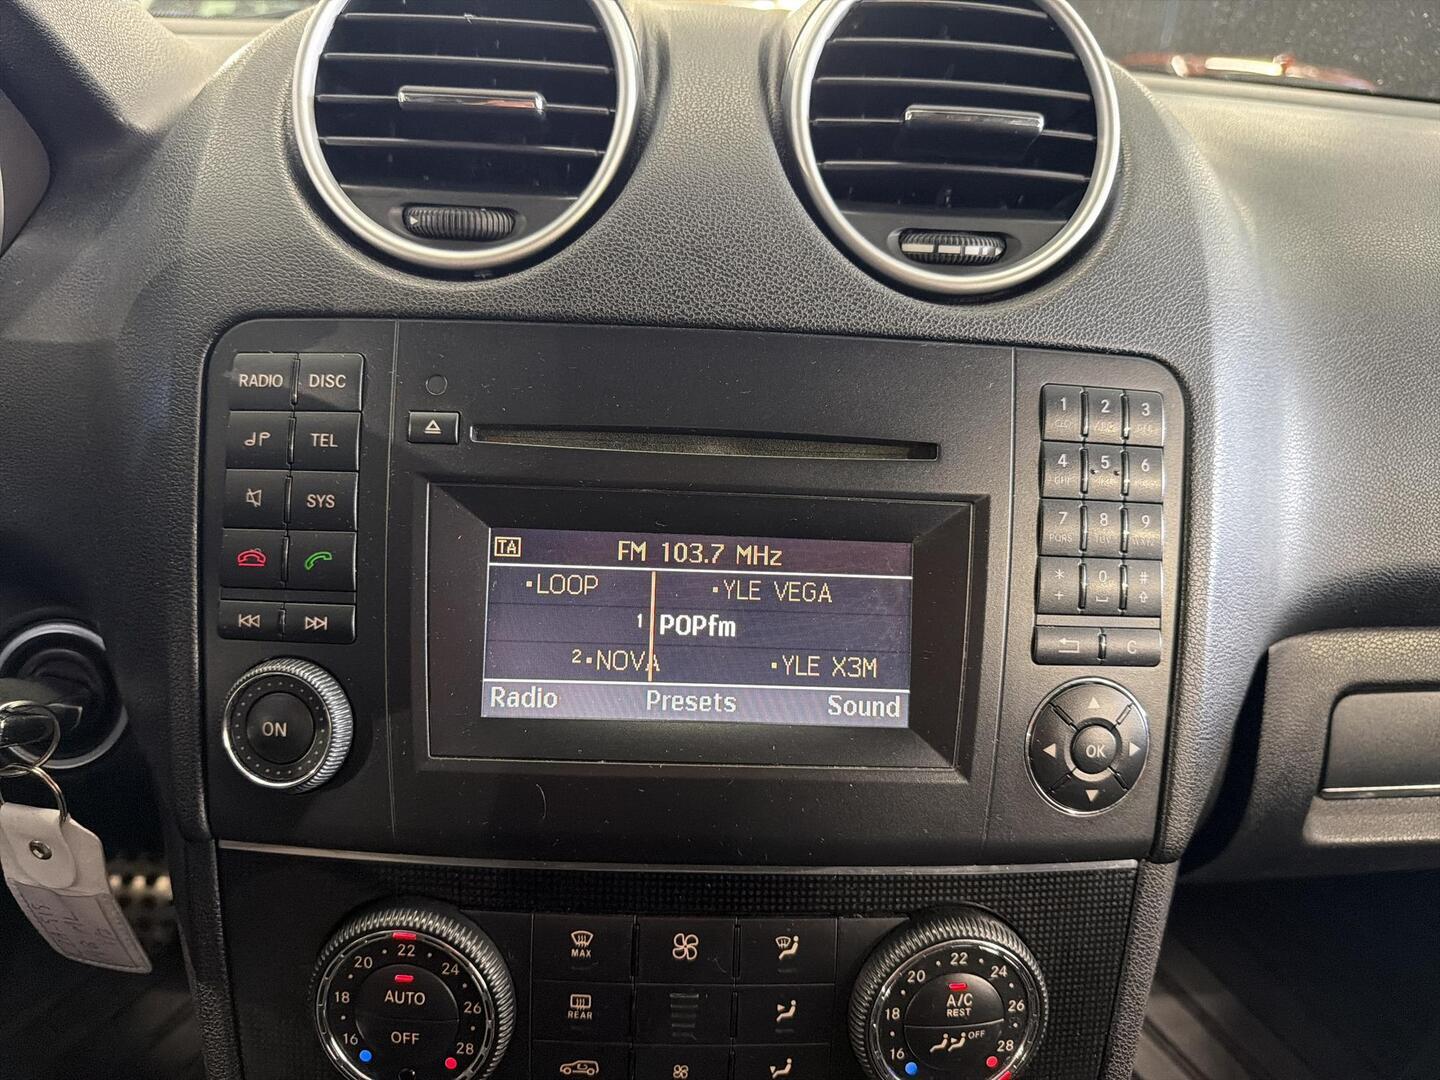 RADIO DISC
TEL
SYS
ON
TA FM 103.7 MHz
·LOOP ·YLE VEGA
1 POPfm
2·NOVA ·YLE X3M
Radio Presets Sound
1 2 3
4 5 6
7 8 9
PQRS TUV
* 0 #
+
C
OK
16 18 20 22 24 26 28
AUTO
OFF
MAX
REAR
16 18 20 22 24 26 28
A/C
REST
OFF